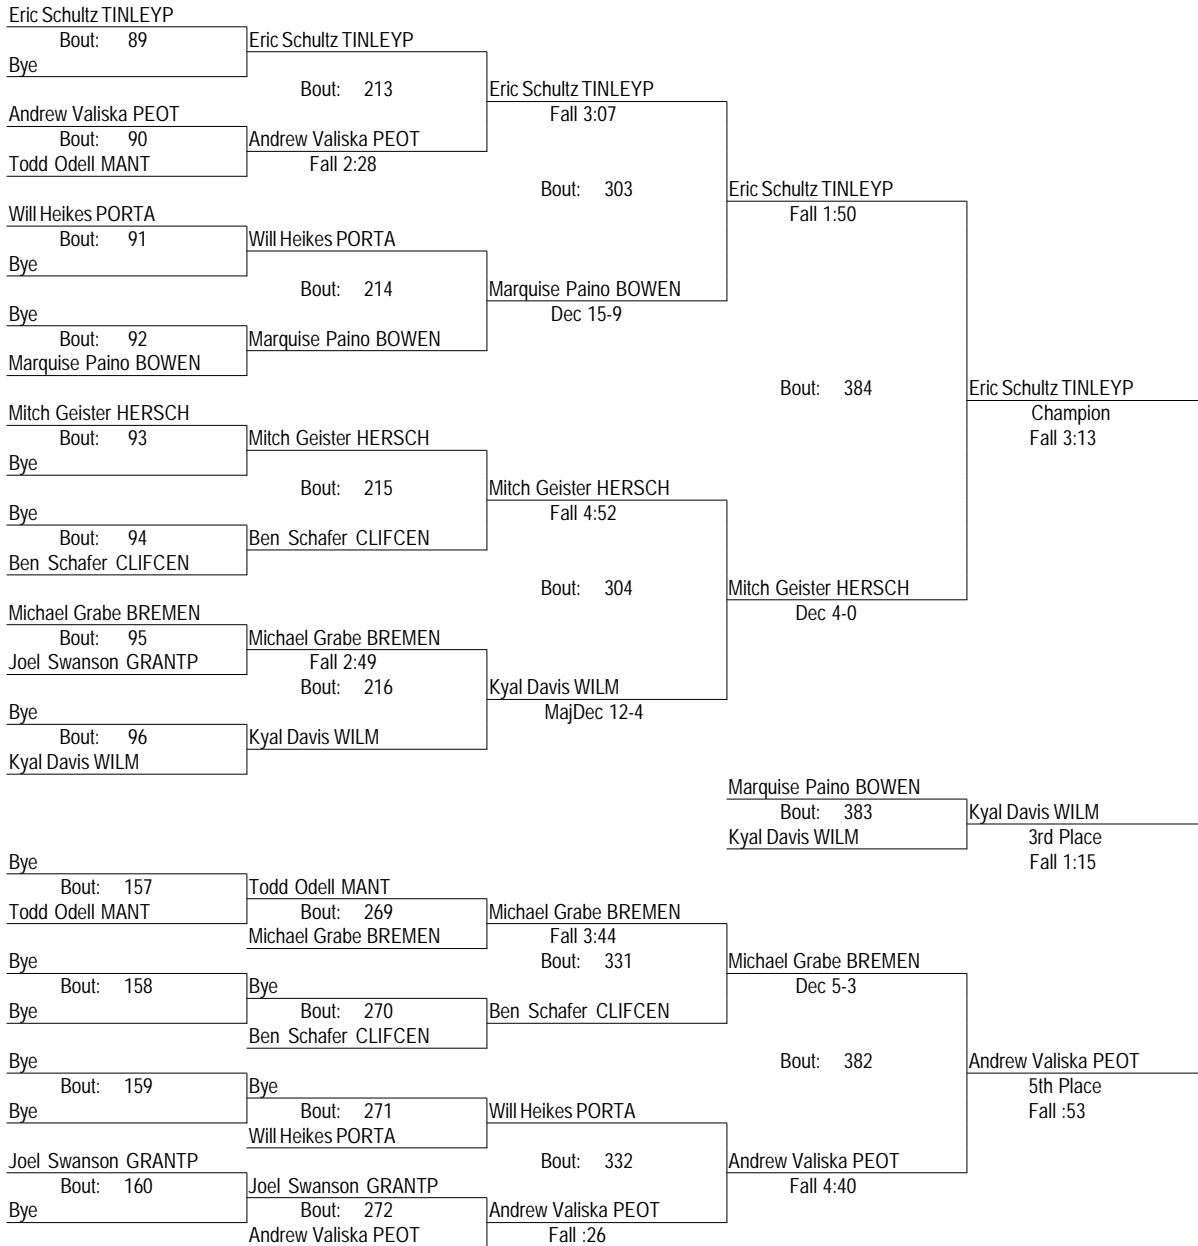 Eric Schultz TINLEYP
Bout: 89
Eric Schultz TINLEYP
Bye
Bout: 213
Eric Schultz TINLEYP
Andrew Valiska PEOT
Fall 3:07
Bout: 90
Andrew Valiska PEOT
Todd Odell MANT
Fall 2:28
Bout: 303
Eric Schultz TINLEYP
Will Heikes PORTA
Fall 1:50
Bout: 91
Will Heikes PORTA
Bye
Bout: 214
Marquise Paino BOWEN
Bye
Dec 15-9
Bout: 92
Marquise Paino BOWEN
Marquise Paino BOWEN
Bout: 384
Eric Schultz TINLEYP
Mitch Geister HERSCH
Champion
Bout: 93
Mitch Geister HERSCH
Fall 3:13
Bye
Bout: 215
Mitch Geister HERSCH
Bye
Fall 4:52
Bout: 94
Ben Schafer CLIFCEN
Ben Schafer CLIFCEN
Bout: 304
Mitch Geister HERSCH
Michael Grabe BREMEN
Dec 4-0
Bout: 95
Michael Grabe BREMEN
Joel Swanson GRANTP
Fall 2:49
Bout: 216
Kyal Davis WILM
Bye
MajDec 12-4
Bout: 96
Kyal Davis WILM
Kyal Davis WILM
Marquise Paino BOWEN
Bout: 383
Kyal Davis WILM
Kyal Davis WILM
3rd Place
Bye
Fall 1:15
Bout: 157
Todd Odell MANT
Todd Odell MANT
Bout: 269
Michael Grabe BREMEN
Michael Grabe BREMEN
Fall 3:44
Bye
Bout: 331
Michael Grabe BREMEN
Bout: 158
Bye
Dec 5-3
Bye
Bout: 270
Ben Schafer CLIFCEN
Ben Schafer CLIFCEN
Bye
Bout: 382
Andrew Valiska PEOT
Bout: 159
Bye
5th Place
Bye
Bout: 271
Will Heikes PORTA
Fall :53
Will Heikes PORTA
Joel Swanson GRANTP
Bout: 332
Andrew Valiska PEOT
Bout: 160
Joel Swanson GRANTP
Fall 4:40
Bye
Bout: 272
Andrew Valiska PEOT
Andrew Valiska PEOT
Fall :26